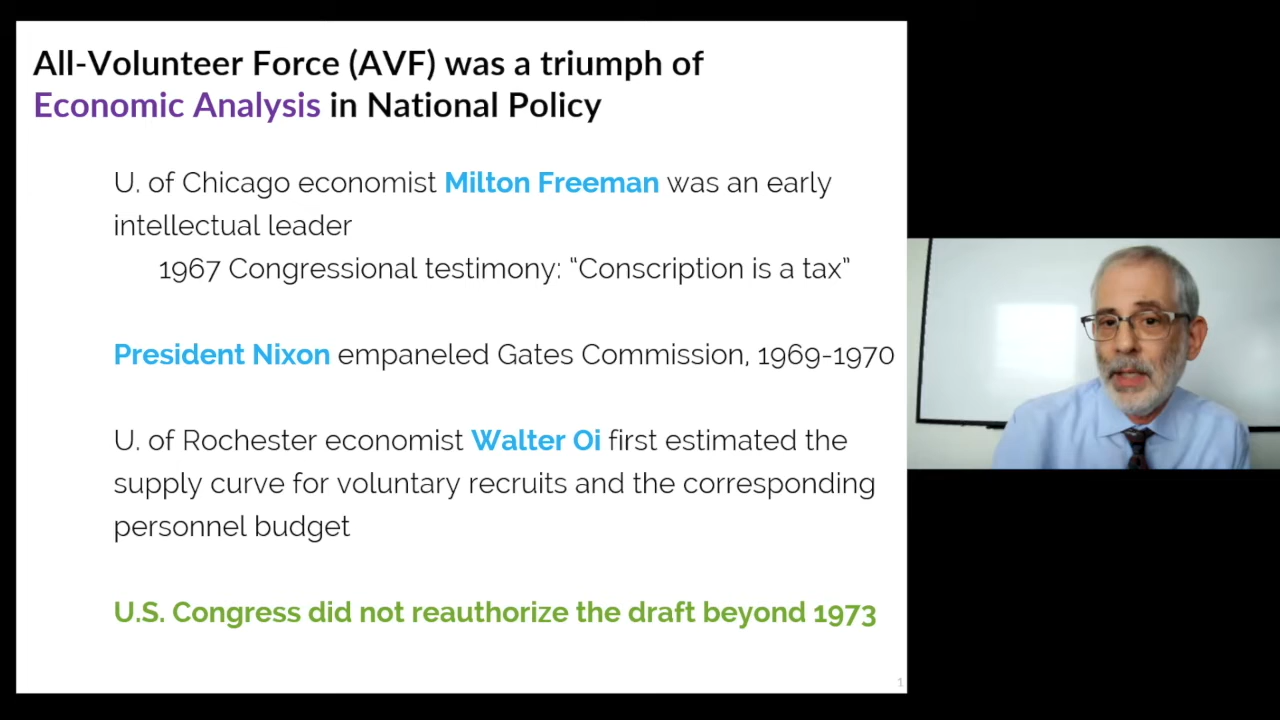 All-Volunteer Force (AVF) was a triumph of
Economic Analysis in National Policy
U. of Chicago economist Milton Freeman was an early
intellectual leader
1967 Congressional testimony: “Conscription is a tax”
President Nixon empaneled Gates Commission, 1969-1970
U. of Rochester economist Walter Oi first estimated the
supply curve for voluntary recruits and the corresponding
personnel budget
U.S. Congress did not reauthorize the draft beyond 1973
1